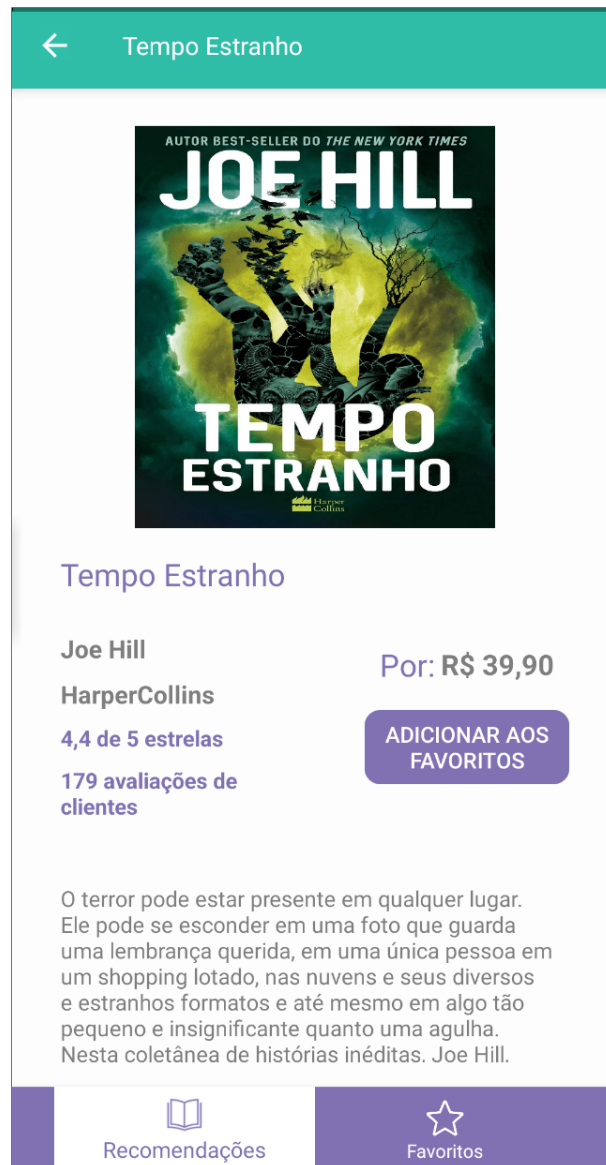 Tempo Estranho
AUTOR BEST-SELLER DO THE NEW YORK TIMES
JOE HILL
TEMPO
ESTRANHO
Harper
Collins
Tempo Estranho
Joe Hill
HarperCollins
4,4 de 5 estrelas
179 avaliações de
clientes
Por: R$ 39,90
ADICIONAR AOS
FAVORITOS
O terror pode estar presente em qualquer lugar.
Ele pode se esconder em uma foto que guarda
uma lembrança querida, em uma única pessoa em
um shopping lotado, nas nuvens e seus diversos
e estranhos formatos e até mesmo em algo tão
pequeno e insignificante quanto uma agulha.
Nesta coletânea de histórias inéditas. Joe Hill.
Recomendações
Favoritos